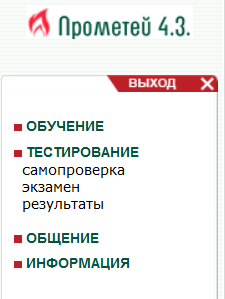 Прометей 4.3.
ВЫХОД
ОБУЧЕНИЕ
ТЕСТИРОВАНИЕ
самопроверка
экзамен
результаты
ОБЩЕНИЕ
ИНФОРМАЦИЯ